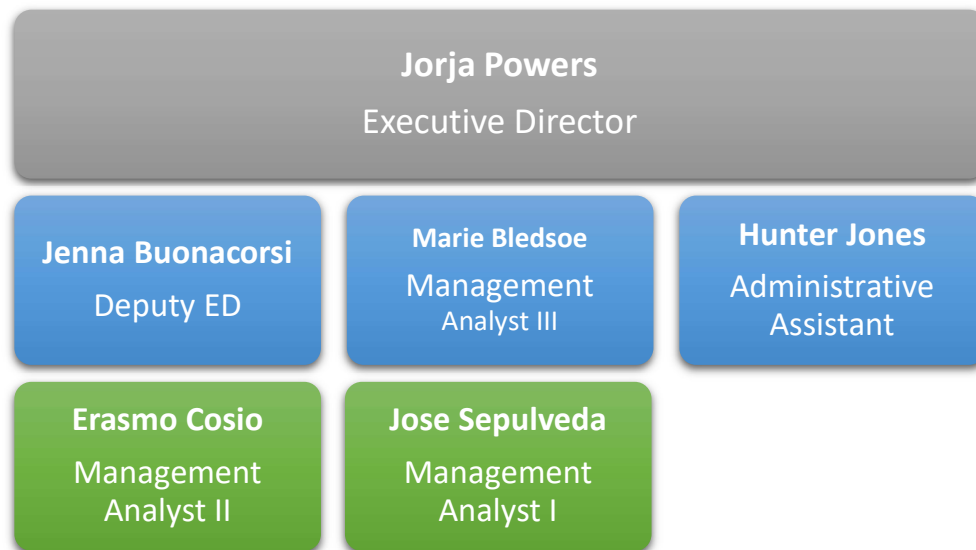 Jorja Powers
Executive Director
Jenna Buonacorsi
Deputy ED
Marie Bledsoe
Management
Analyst III
Hunter Jones
Administrative
Assistant
Erasmo Cosio
Management
Analyst II
Jose Sepulveda
Management
Analyst I